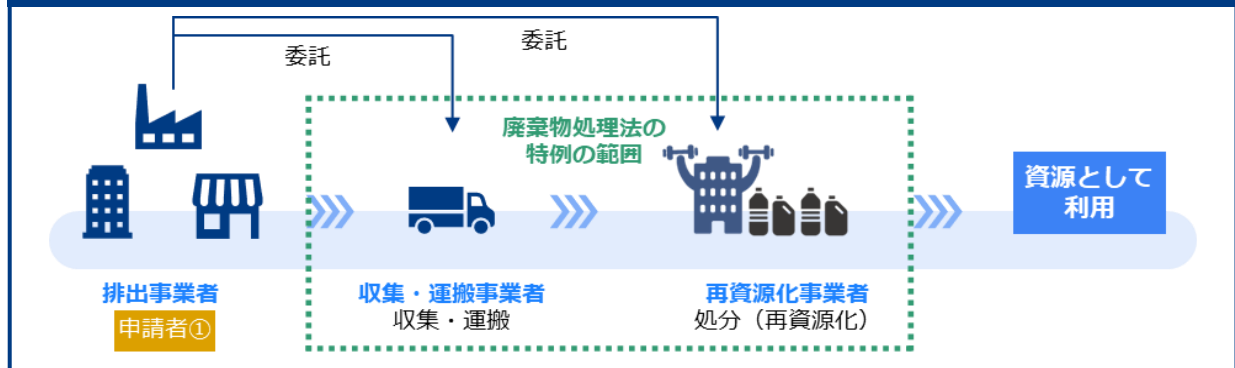 委託
委託
廃棄物処理法の
特例の範囲
資源として
利用
排出事業者
申請者①
収集・運搬事業者
収集・運搬
再資源化事業者
処分（再資源化）